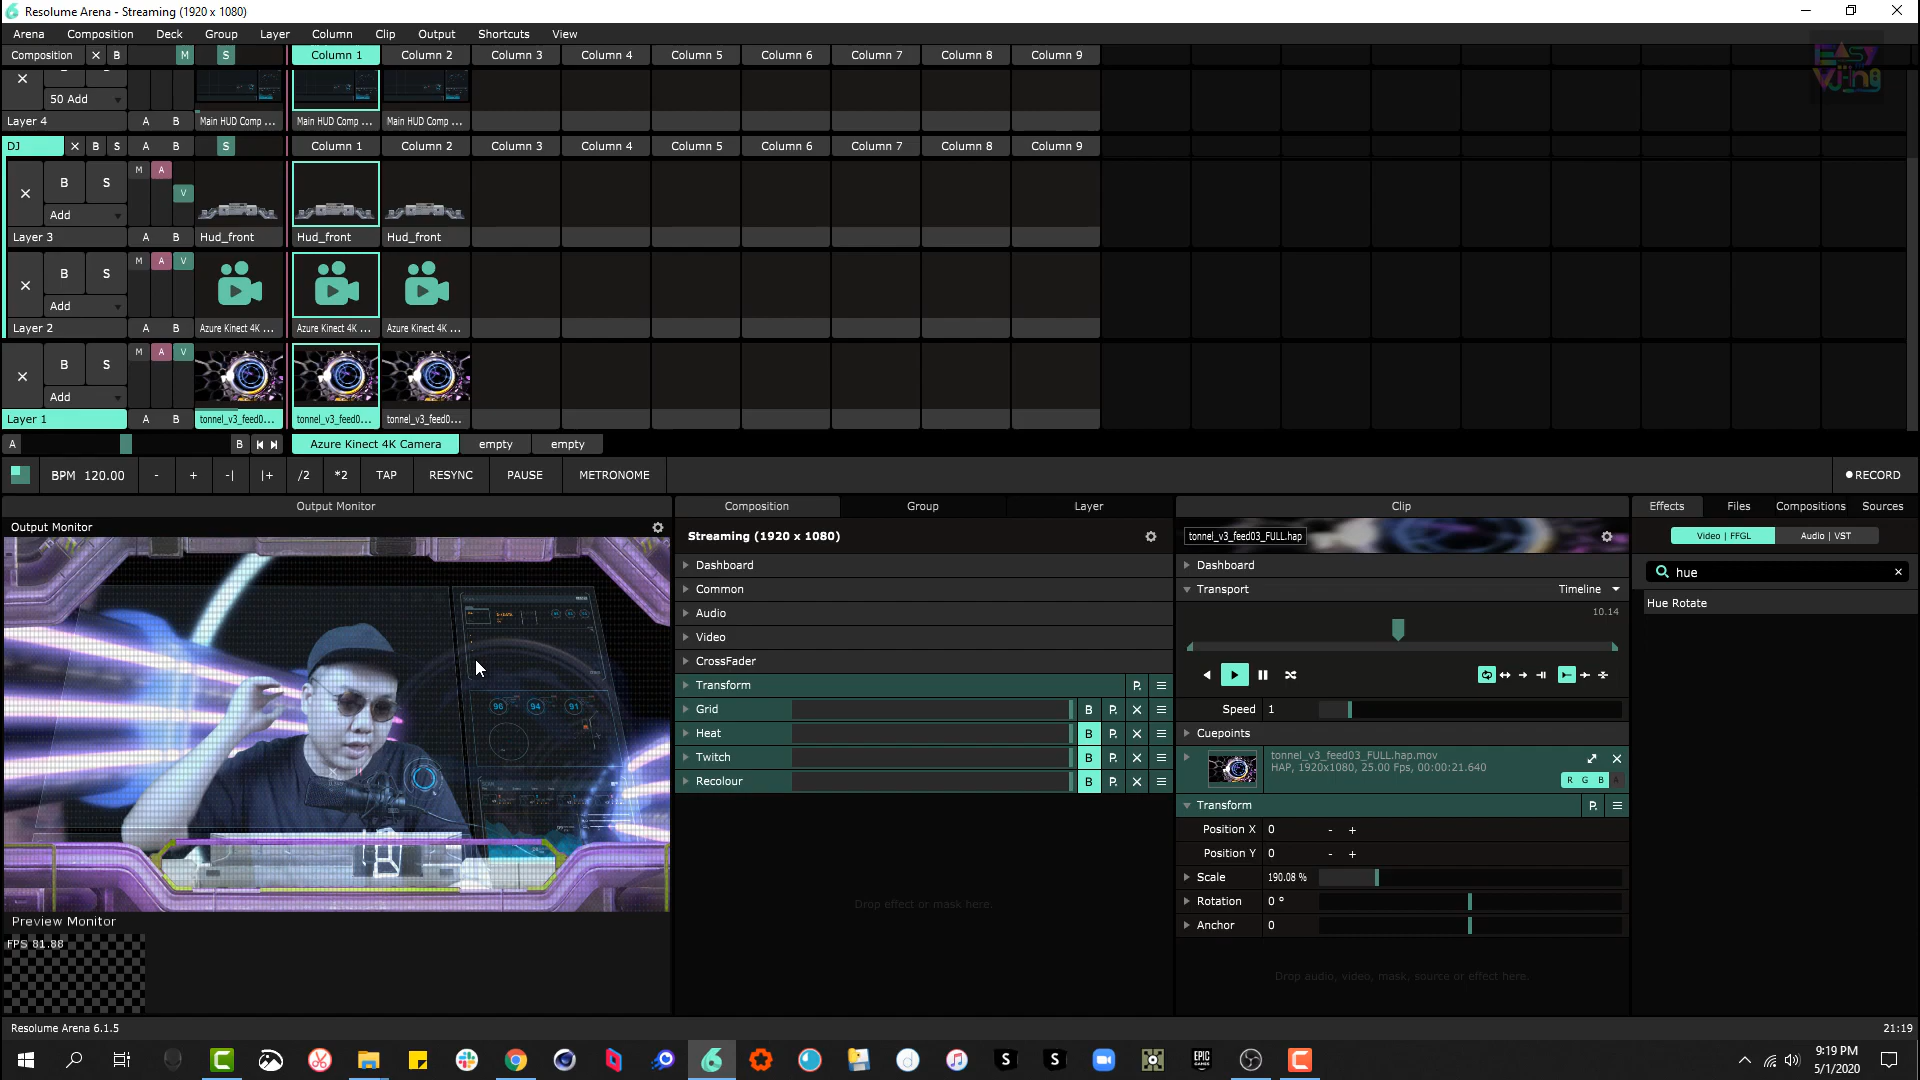 Resolume Arena - Streaming (1920 x 1080)
Arena Composition Deck Group Layer Column Clip Output Shortcuts View
Composition B M S Column 1 Column 2 Column 3 Column 4 Column 5 Column 6 Column 7 Column 8 Column 9
EASY
VJ-ing
50 Add
Layer 4 A B Main HUD Comp ... Main HUD Comp ... Main HUD Comp ...
DJ B S A B S Column 1 Column 2 Column 3 Column 4 Column 5 Column 6 Column 7 Column 8 Column 9
M A
B S V
Add
Layer 3 A B Hud_front Hud_front Hud_front
M A V
B S
Add
Layer 2 A B Azure Kinect 4K ... Azure Kinect 4K ... Azure Kinect 4K ...
M A V
B S
Add
Layer 1 A B tonnel_v3_feed0... tonnel_v3_feed0... tonnel_v3_feed0...
A B Azure Kinect 4K Camera empty empty
BPM 120.00 - + -| |+ /2 *2 TAP RESYNC PAUSE METRONOME RECORD
Output Monitor
Output Monitor
96 94 91
Preview Monitor
FPS 81.88
Composition Group Layer
Streaming (1920 x 1080)
Dashboard
Common
Audio
Video
CrossFader
Transform P.
Grid B P.
Heat B P.
Twitch B P.
Recolour B P.
Drop effect or mask here.
Clip
tonnel_v3_feed03_FULL.hap
Dashboard
Transport Timeline
10.14
Speed 1
Cuepoints
tonnel_v3_feed03_FULL.hap.mov
HAP, 1920x1080, 25.00 Fps, 00:00:21.640
R G B A
Transform P.
Position X 0 - +
Position Y 0 - +
Scale 190.08 %
Rotation 0 °
Anchor 0
Drop audio, video, mask, source or effect here.
Effects Files Compositions Sources
Video | FFGL Audio | VST
hue
Hue Rotate
Resolume Arena 6.1.5
21:19
EPIC
GAMES
9:19 PM
5/1/2020